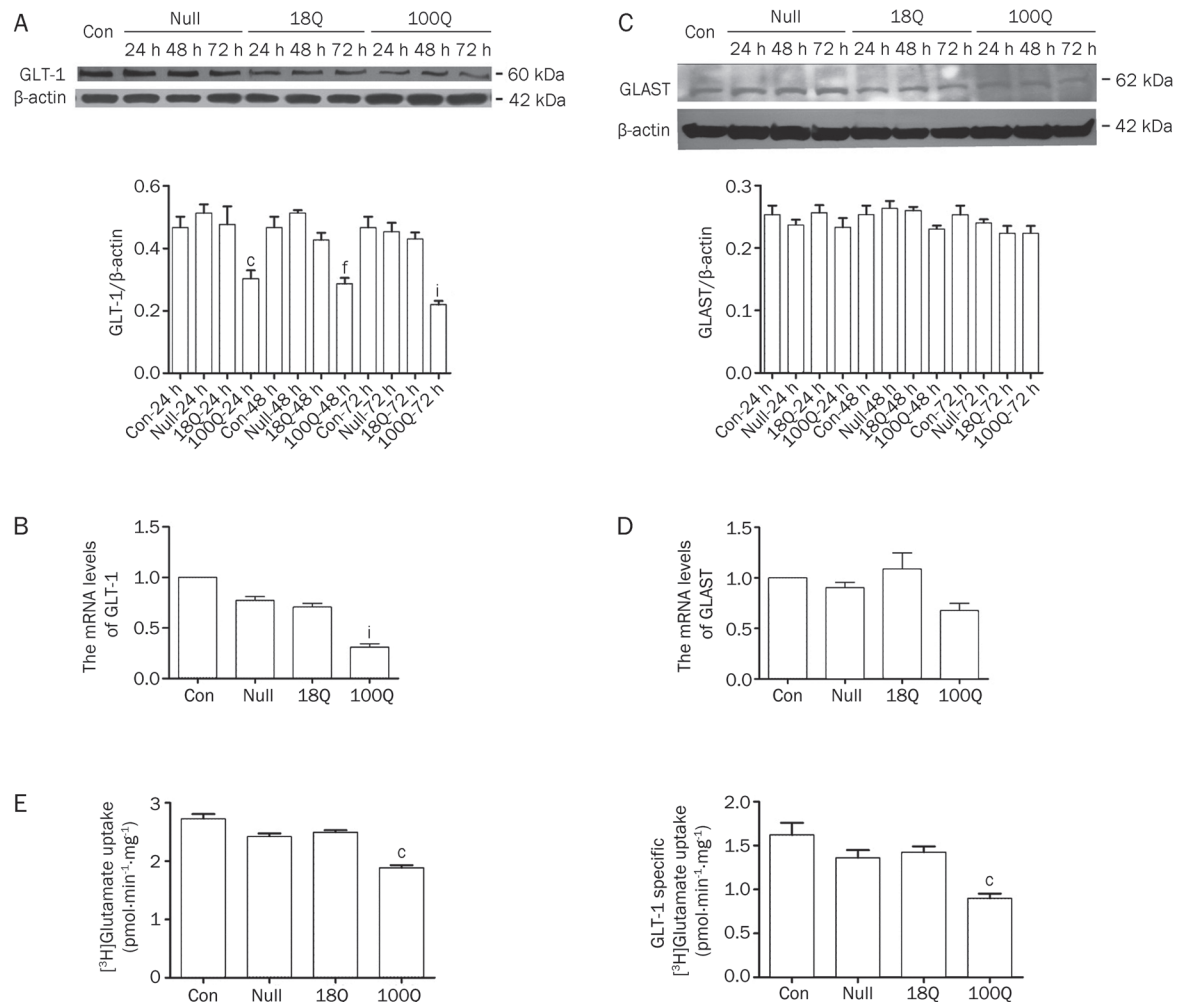 A
Con
Null
18Q
100Q
24 h 48 h 72 h 24 h 48 h 72 h 24 h 48 h 72 h
GLT-1
60 kDa
β-actin
42 kDa
GLT-1/β-actin
0.6
0.4
0.2
0.0
c
f
i
Con-24 h
Null-24 h
18Q-24 h
100Q-24 h
Con-48 h
Null-48 h
18Q-48 h
100Q-48 h
Con-72 h
Null-72 h
18Q-72 h
100Q-72 h
C
Con
Null
18Q
100Q
24 h 48 h 72 h 24 h 48 h 72 h 24 h 48 h 72 h
GLAST
62 kDa
β-actin
42 kDa
GLAST/β-actin
0.3
0.2
0.1
0.0
Con-24 h
Null-24 h
18Q-24 h
100Q-24 h
Con-48 h
Null-48 h
18Q-48 h
100Q-48 h
Con-72 h
Null-72 h
18Q-72 h
100Q-72 h
B
The mRNA levels
of GLT-1
1.5
1.0
0.5
0.0
i
Con Null 18Q 100Q
D
The mRNA levels
of GLAST
1.5
1.0
0.5
0.0
Con Null 18Q 100Q
E
[³H]Glutamate uptake
(pmol·min⁻¹·mg⁻¹)
3
2
1
0
c
Con Null 18Q 100Q
GLT-1 specific
[³H]Glutamate uptake
(pmol·min⁻¹·mg⁻¹)
2.0
1.5
1.0
0.5
0.0
c
Con Null 18Q 100Q